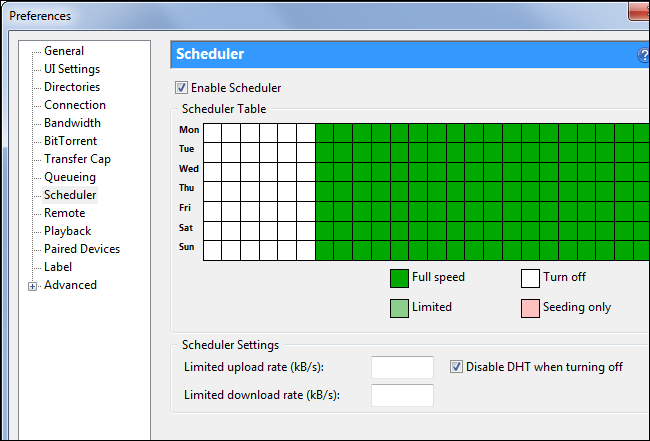 Preferences
General
UI Settings
Directories
Connection
Bandwidth
BitTorrent
Transfer Cap
Queueing
Scheduler
Remote
Playback
Paired Devices
Label
Advanced
Scheduler
Enable Scheduler
Scheduler Table
Mon
Tue
Wed
Thu
Fri
Sat
Sun
Full speed
Turn off
Limited
Seeding only
Scheduler Settings
Limited upload rate (kB/s):
Disable DHT when turning off
Limited download rate (kB/s):